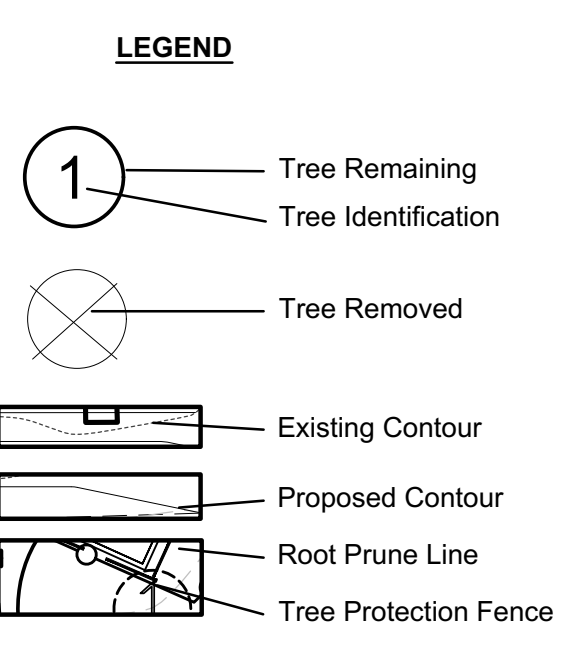 LEGEND
1
Tree Remaining
Tree Identification
Tree Removed
Existing Contour
Proposed Contour
Root Prune Line
Tree Protection Fence